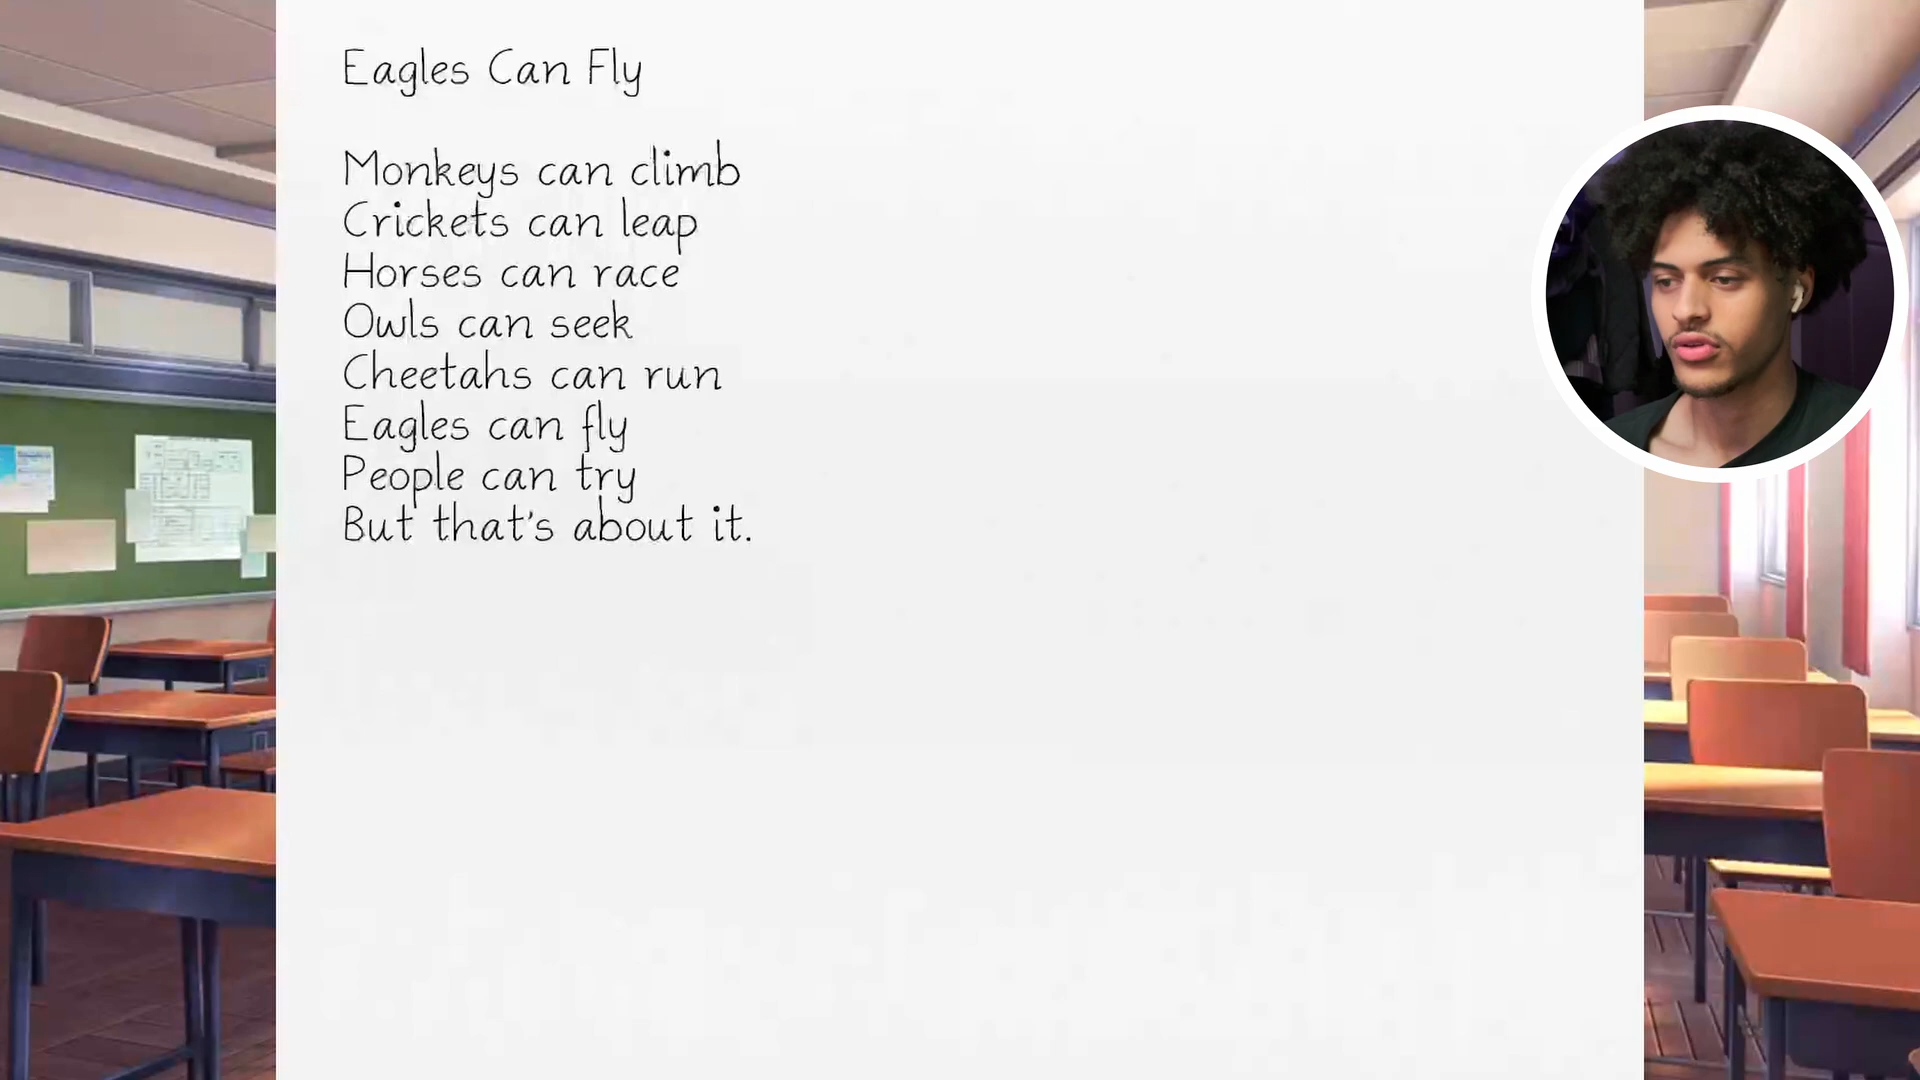 Eagles Can Fly
Monkeys can climb
Crickets can leap
Horses can race
Owls can seek
Cheetahs can run
Eagles can fly
People can try
But that's about it.